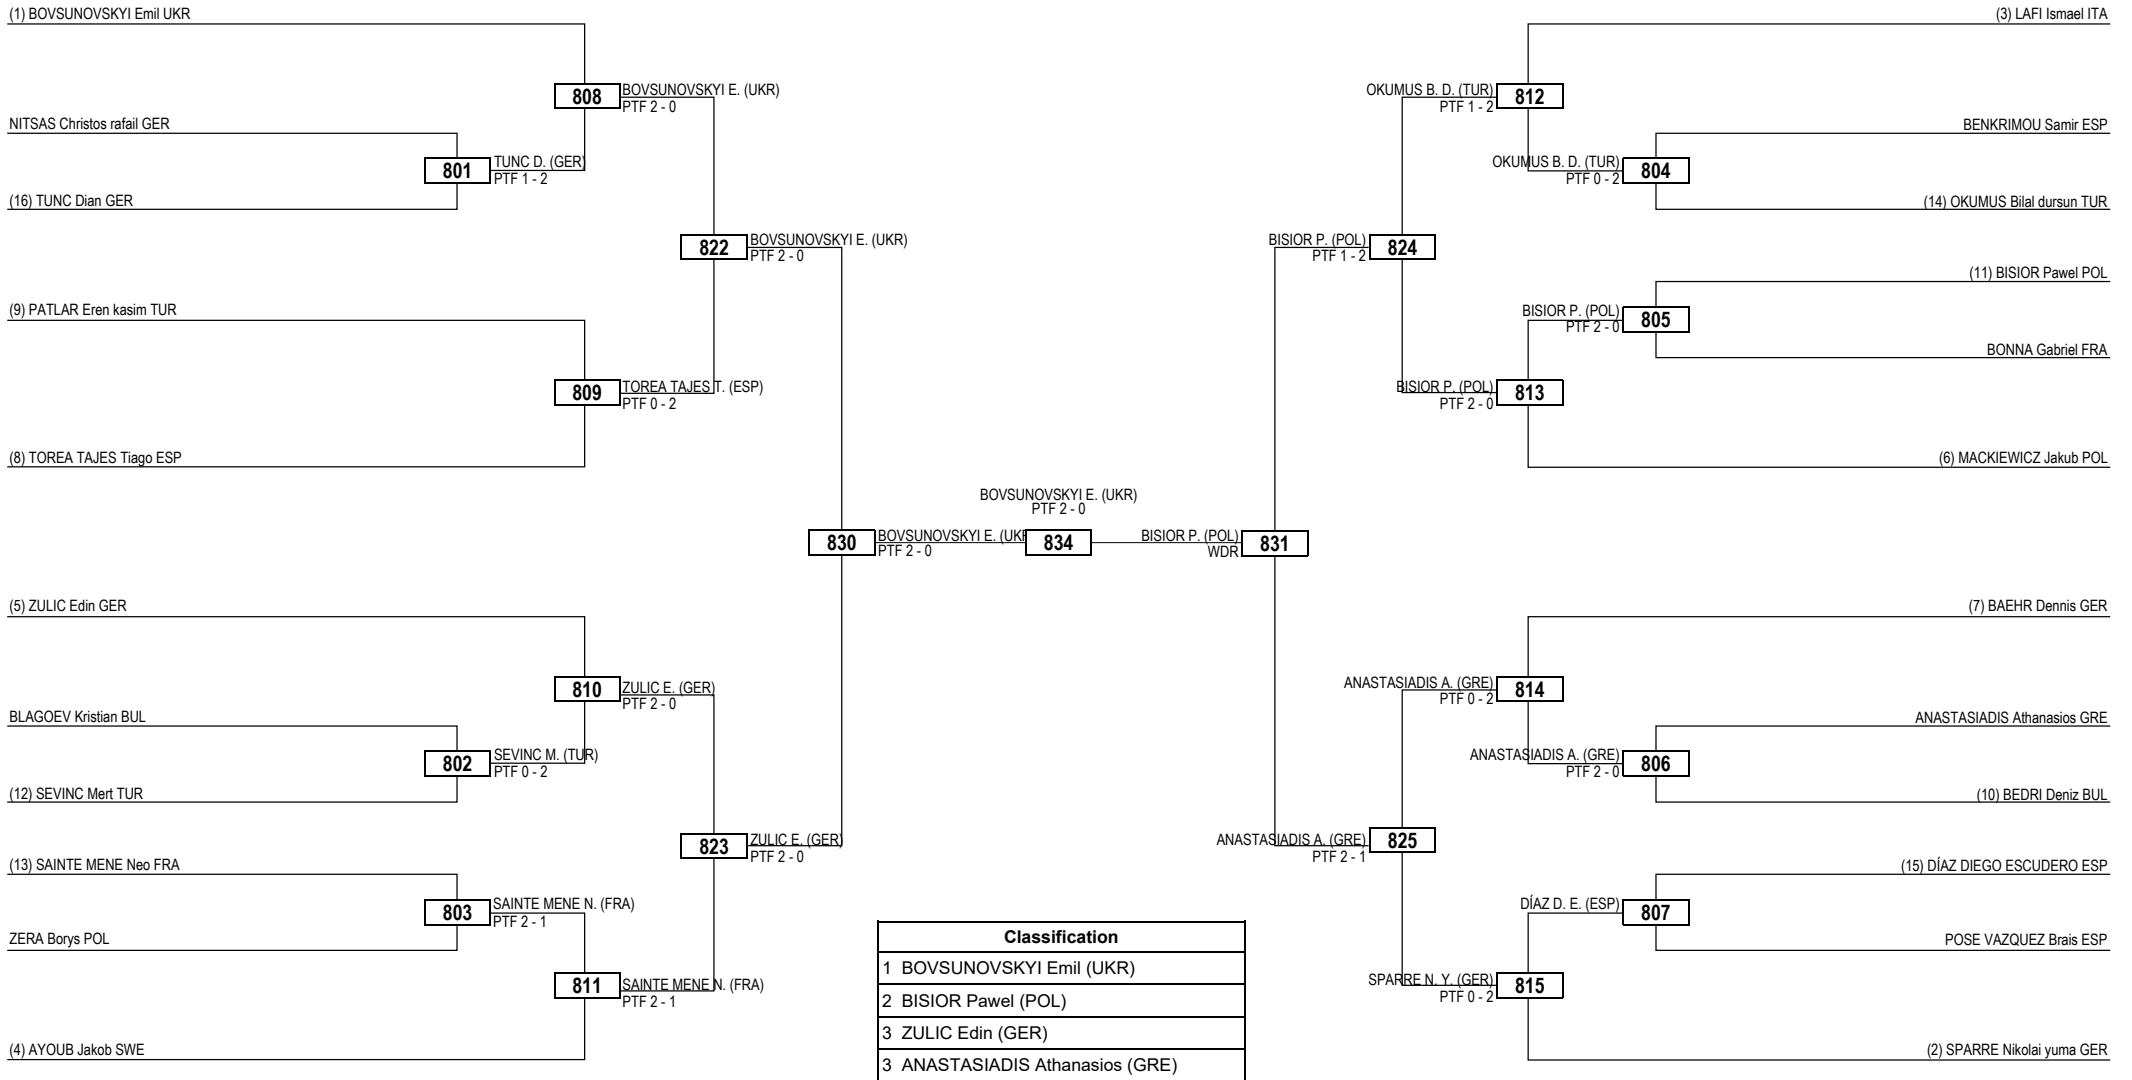 (1) BOVSUNOVSKYI Emil UKR
808
BOVSUNOVSKYI E. (UKR)
PTF 2 - 0
NITSAS Christos rafail GER
801
TUNC D. (GER)
PTF 1 - 2
(16) TUNC Dian GER
822
BOVSUNOVSKYI E. (UKR)
PTF 2 - 0
(9) PATLAR Eren kasim TUR
809
TOREA TAJES T. (ESP)
PTF 0 - 2
(8) TOREA TAJES Tiago ESP
830
BOVSUNOVSKYI E. (UKR
PTF 2 - 0
(5) ZULIC Edin GER
810
ZULIC E. (GER)
PTF 2 - 0
BLAGOEV Kristian BUL
802
SEVINC M. (TUR)
PTF 0 - 2
(12) SEVINC Mert TUR
823
ZULIC E. (GER)
PTF 2 - 0
(13) SAINTE MENE Neo FRA
803
SAINTE MENE N. (FRA)
PTF 2 - 1
ZERA Borys POL
811
SAINTE MENE N. (FRA)
PTF 2 - 1
(4) AYOUB Jakob SWE
BOVSUNOVSKYI E. (UKR)
PTF 2 - 0
834
(3) LAFI Ismael ITA
OKUMUS B. D. (TUR)
PTF 1 - 2
812
BENKRIMOU Samir ESP
OKUMUS B. D. (TUR)
PTF 0 - 2
804
(14) OKUMUS Bilal dursun TUR
BISIOR P. (POL)
PTF 1 - 2
824
(11) BISIOR Pawel POL
BISIOR P. (POL)
PTF 2 - 0
805
BONNA Gabriel FRA
BISIOR P. (POL)
PTF 2 - 0
813
(6) MACKIEWICZ Jakub POL
BISIOR P. (POL)
WDR
831
(7) BAEHR Dennis GER
ANASTASIADIS A. (GRE)
PTF 0 - 2
814
ANASTASIADIS Athanasios GRE
ANASTASIADIS A. (GRE)
PTF 2 - 0
806
(10) BEDRI Deniz BUL
ANASTASIADIS A. (GRE)
PTF 2 - 1
825
(15) DÍAZ DIEGO ESCUDERO ESP
DÍAZ D. E. (ESP)
807
POSE VAZQUEZ Brais ESP
SPARRE N. Y. (GER)
PTF 0 - 2
815
(2) SPARRE Nikolai yuma GER
Classification
1 BOVSUNOVSKYI Emil (UKR)
2 BISIOR Pawel (POL)
3 ZULIC Edin (GER)
3 ANASTASIADIS Athanasios (GRE)